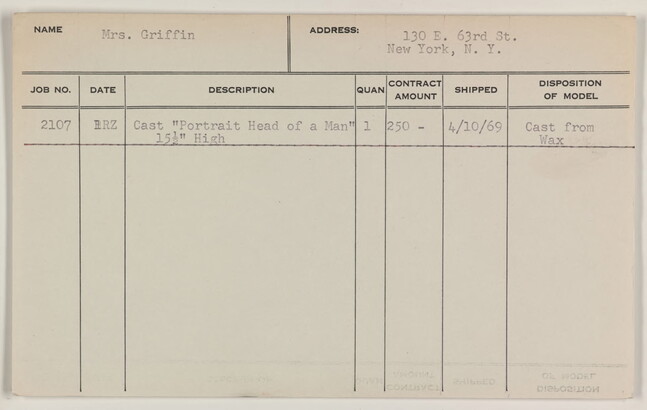 NAME Mrs. Griffin ADDRESS: 130 E. 63rd St.
New York, N. Y.
JOB NO. DATE DESCRIPTION QUAN CONTRACT AMOUNT SHIPPED DISPOSITION OF MODEL
2107 BRZ Cast "Portrait Head of a Man" 1 250 - 4/10/69 Cast from
15½" High Wax